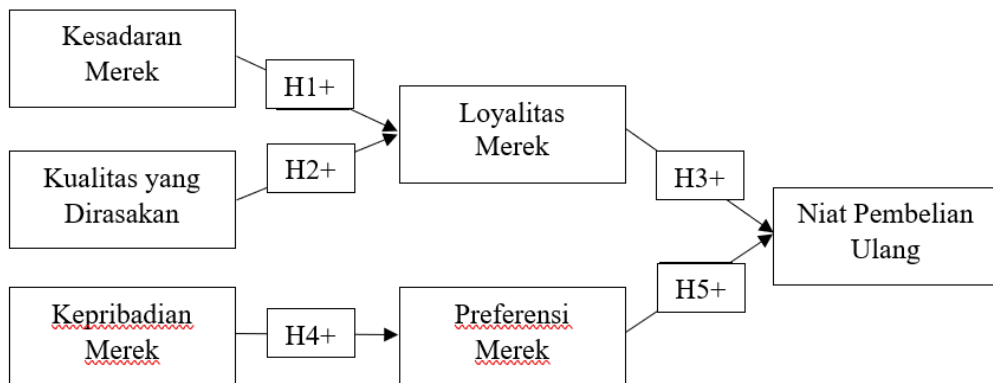 Kesadaran
Merek
H1+
Loyalitas
Merek
Kualitas yang
Dirasakan
H2+
H3+
Niat Pembelian
Ulang
Kepribadian
Merek
H4+
Preferensi
Merek
H5+